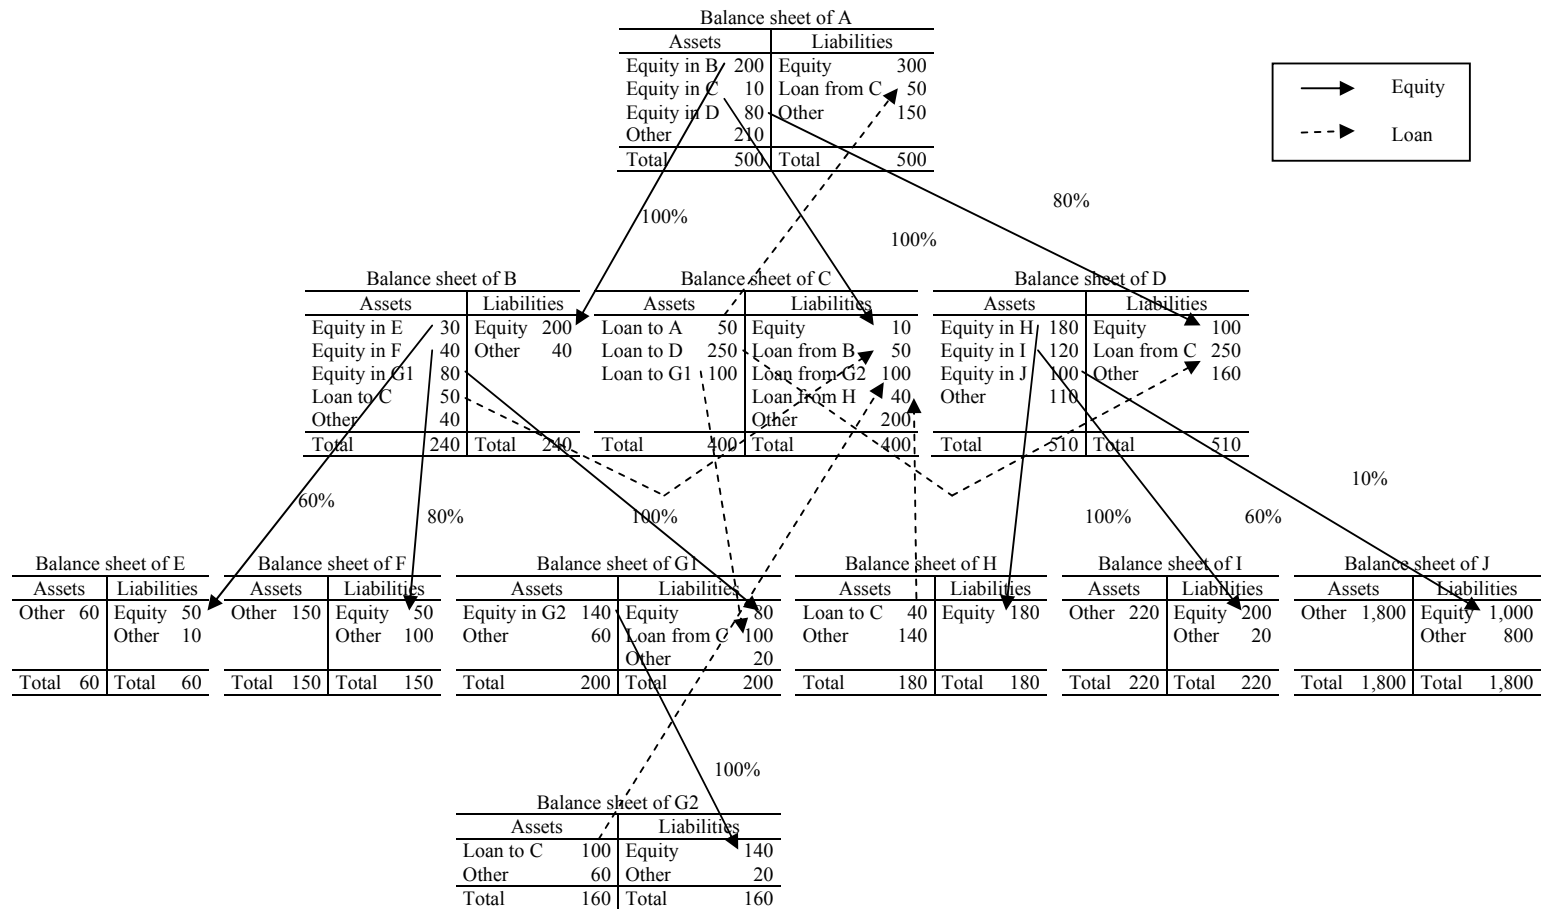 Balance sheet of A
Assets Liabilities
Equity in B 200 Equity 300
Equity in C 10 Loan from C 50
Equity in D 80 Other 150
Other 210
Total 500 Total 500
Equity
Loan
80%
100%
100%
Balance sheet of B
Assets Liabilities
Equity in E 30 Equity 200
Equity in F 40 Other 40
Equity in G1 80
Loan to C 50
Other 40
Total 240 Total 240
Balance sheet of C
Assets Liabilities
Loan to A 50 Equity 10
Loan to D 250 Loan from B 50
Loan to G1 100 Loan from G2 100
Loan from H 40
Other 200
Total 400 Total 400
Balance sheet of D
Assets Liabilities
Equity in H 180 Equity 100
Equity in I 120 Loan from C 250
Equity in J 100 Other 160
Other 110
Total 510 Total 510
60%
80%
100%
100%
60%
10%
Balance sheet of E
Assets Liabilities
Other 60 Equity 50
Other 10
Total 60 Total 60
Balance sheet of F
Assets Liabilities
Other 150 Equity 50
Other 100
Total 150 Total 150
Balance sheet of G1
Assets Liabilities
Equity in G2 140 Equity 80
Other 60 Loan from C 100
Other 20
Total 200 Total 200
Balance sheet of H
Assets Liabilities
Loan to C 40 Equity 180
Other 140
Total 180 Total 180
Balance sheet of I
Assets Liabilities
Other 220 Equity 200
Other 20
Total 220 Total 220
Balance sheet of J
Assets Liabilities
Other 1,800 Equity 1,000
Other 800
Total 1,800 Total 1,800
100%
Balance sheet of G2
Assets Liabilities
Loan to C 100 Equity 140
Other 60 Other 20
Total 160 Total 160